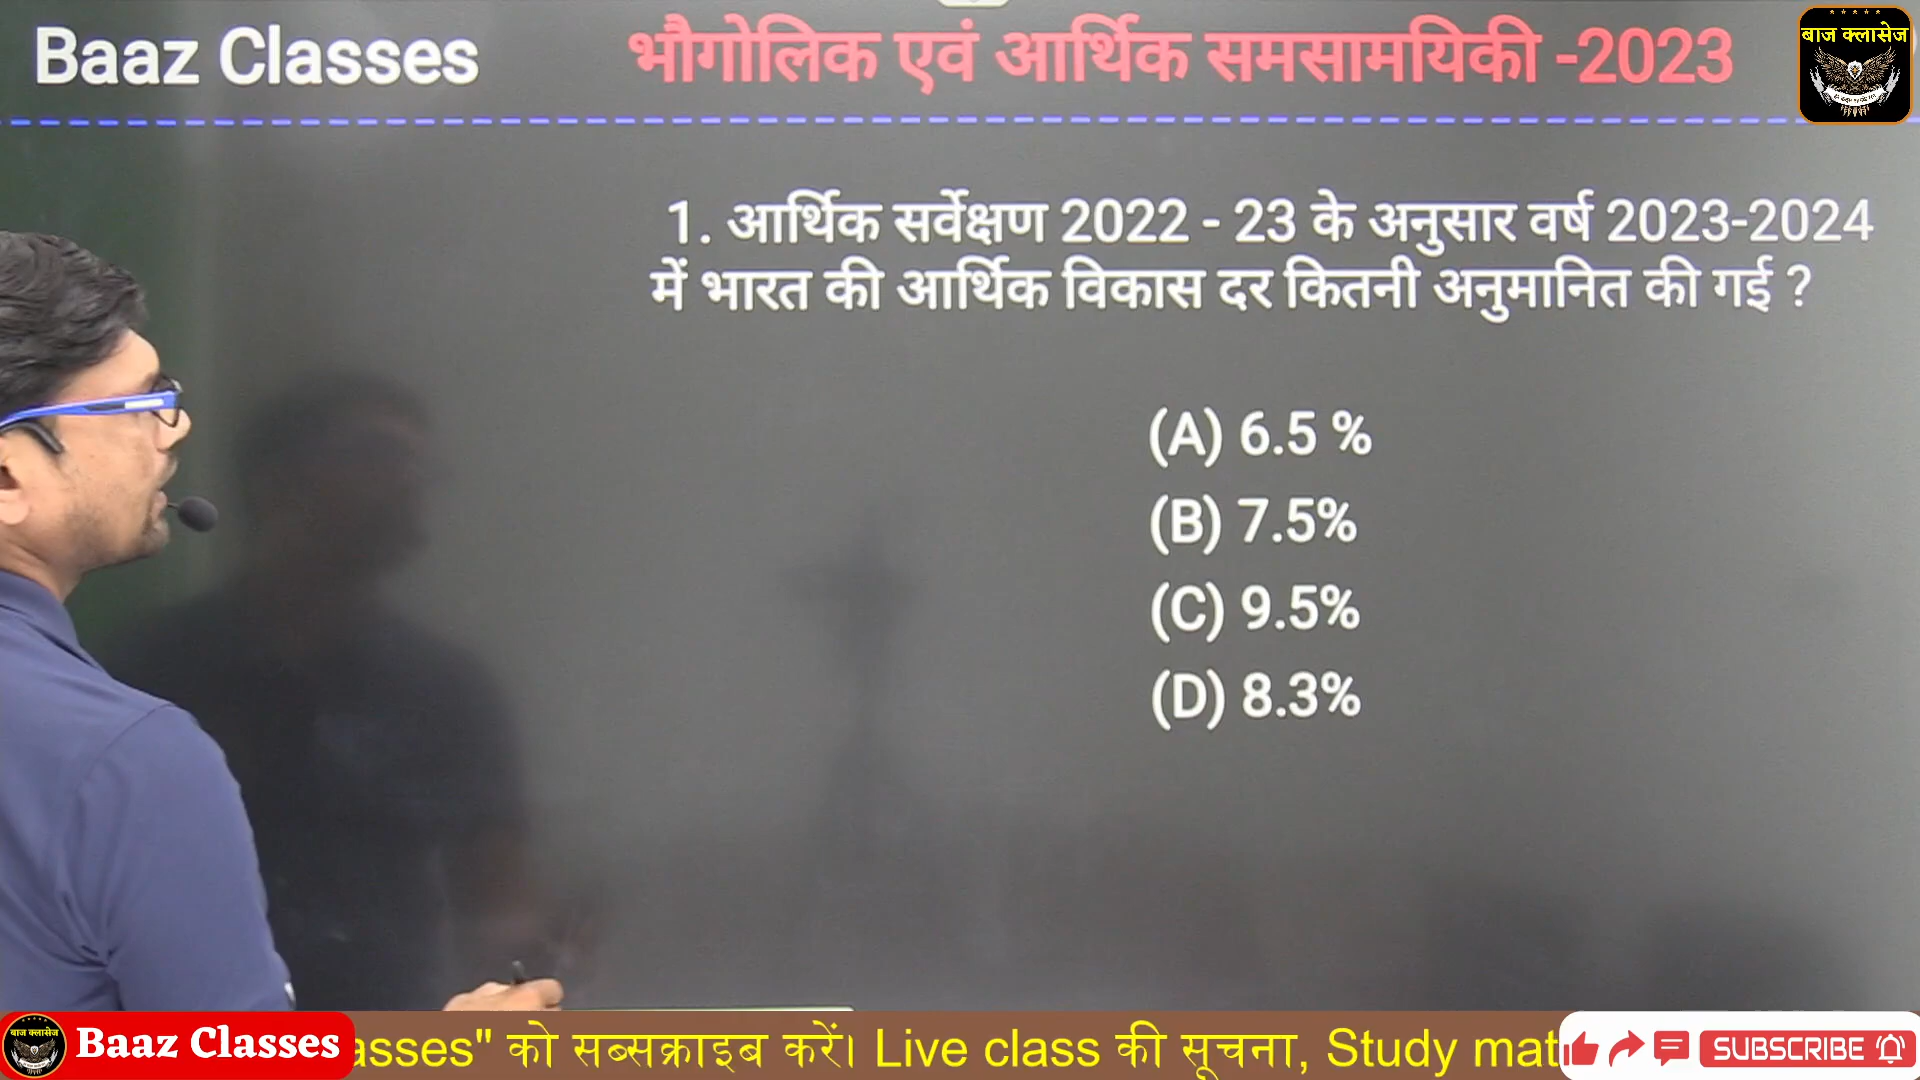 Baaz Classes
भौगोलिक एवं आर्थिक समसामयिकी -2023
बाज क्लासेज
1. आर्थिक सर्वेक्षण 2022 - 23 के अनुसार वर्ष 2023-2024
में भारत की आर्थिक विकास दर कितनी अनुमानित की गई ?
(A) 6.5 %
(B) 7.5%
(C) 9.5%
(D) 8.3%
बाज क्लासेज
Baaz Classes
asses" को सब्सक्राइब करें। Live class की सूचना, Study mat
SUBSCRIBE